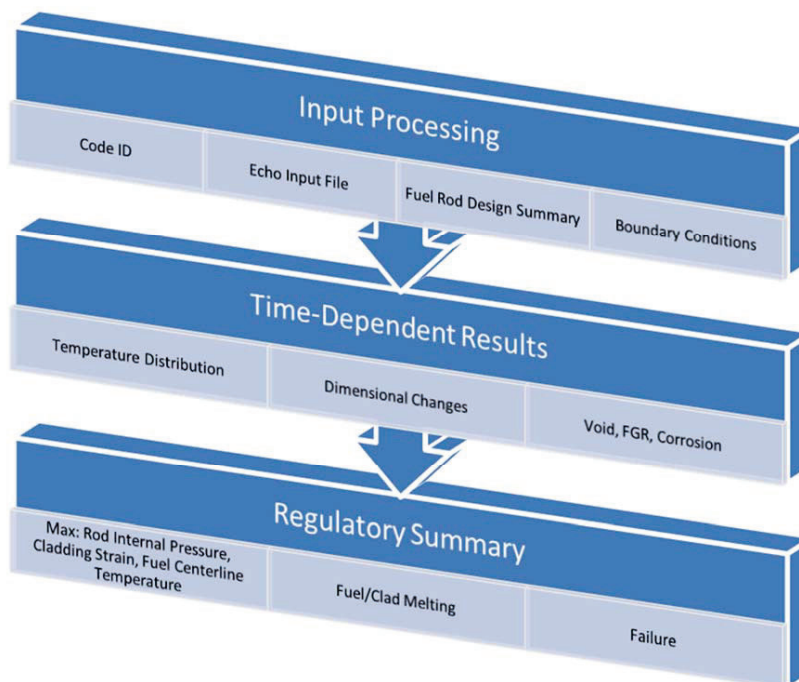 Input Processing
Code ID
Echo Input File
Fuel Rod Design Summary
Boundary Conditions
Time-Dependent Results
Temperature Distribution
Dimensional Changes
Void, FGR, Corrosion
Regulatory Summary
Max: Rod Internal Pressure,
Cladding Strain, Fuel Centerline
Temperature
Fuel/Clad Melting
Failure